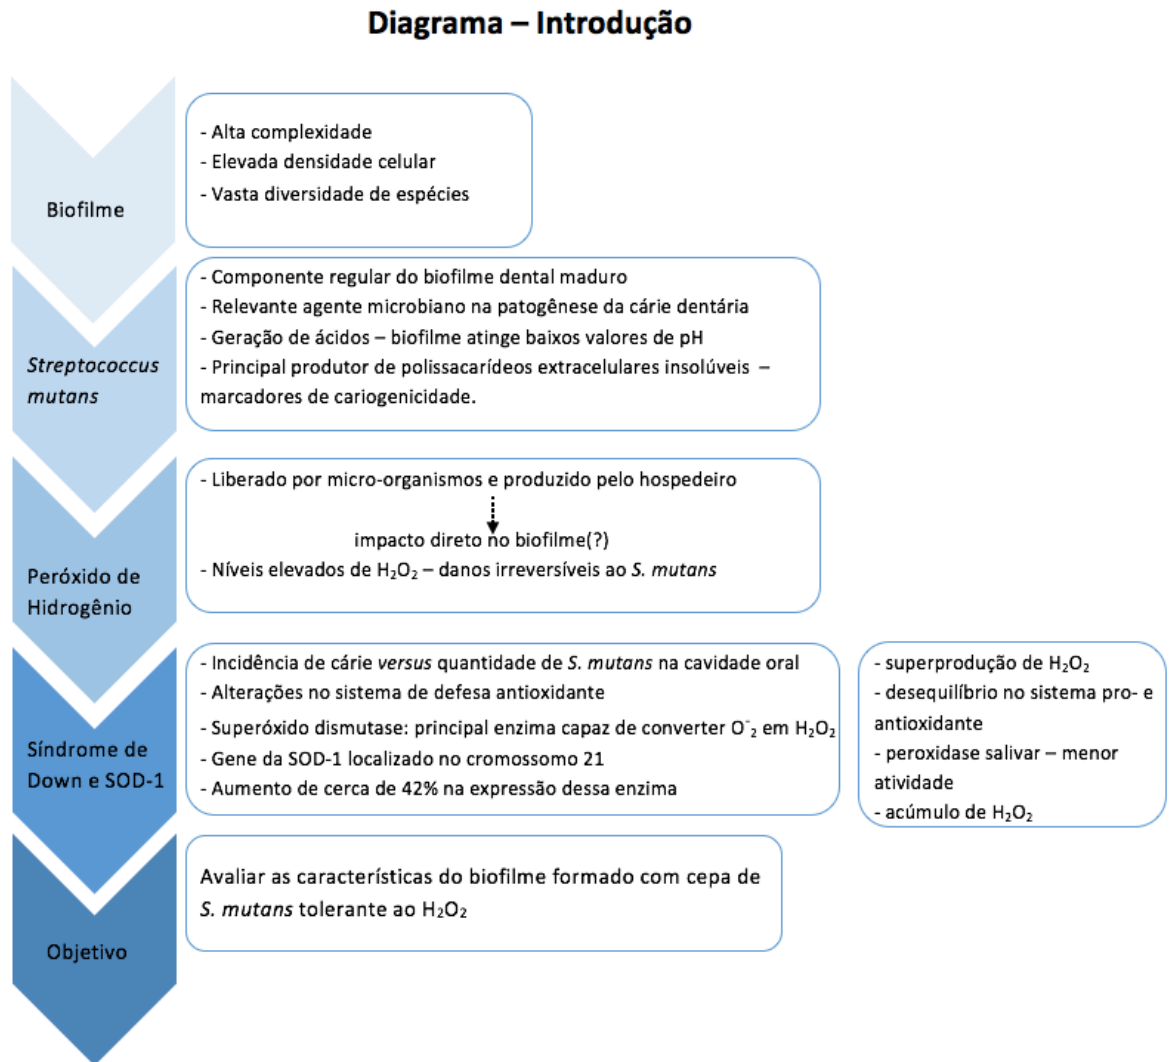 Diagrama – Introdução
Biofilme
- Alta complexidade
- Elevada densidade celular
- Vasta diversidade de espécies
Streptococcus
mutans
- Componente regular do biofilme dental maduro
- Relevante agente microbiano na patogênese da cárie dentária
- Geração de ácidos – biofilme atinge baixos valores de pH
- Principal produtor de polissacarídeos extracelulares insolúveis –
marcadores de cariogenicidade.
Peróxido de
Hidrogênio
- Liberado por micro-organismos e produzido pelo hospedeiro
impacto direto no biofilme(?)
- Níveis elevados de H₂O₂ – danos irreversíveis ao S. mutans
Síndrome de
Down e SOD-1
- Incidência de cárie versus quantidade de S. mutans na cavidade oral
- Alterações no sistema de defesa antioxidante
- Superóxido dismutase: principal enzima capaz de converter O⁻₂ em H₂O₂
- Gene da SOD-1 localizado no cromossomo 21
- Aumento de cerca de 42% na expressão dessa enzima
- superprodução de H₂O₂
- desequilíbrio no sistema pro- e
antioxidante
- peroxidase salivar – menor
atividade
- acúmulo de H₂O₂
Objetivo
Avaliar as características do biofilme formado com cepa de
S. mutans tolerante ao H₂O₂